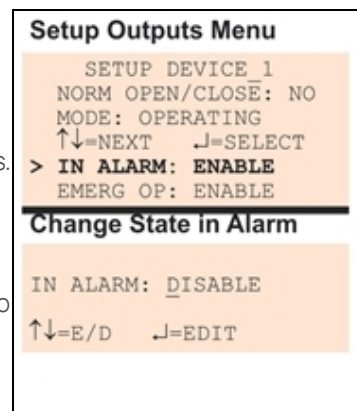 Setup Outputs Menu
SETUP DEVICE_1
NORM OPEN/CLOSE: NO
MODE: OPERATING
↑↓=NEXT ↵=SELECT
s.
> IN ALARM: ENABLE
EMERG OP: ENABLE
Change State in Alarm
IN ALARM: DISABLE
o
↑↓=E/D ↵=EDIT